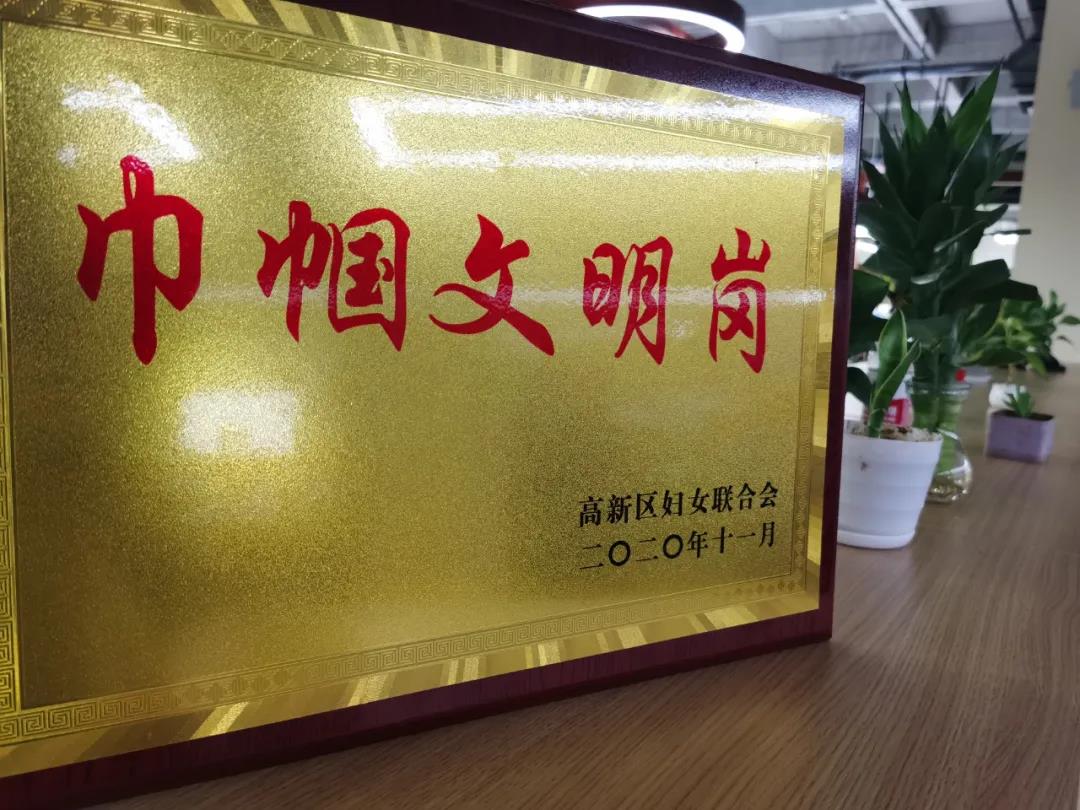 巾帼文明岗
高新区妇女联合会
二〇二〇年十一月